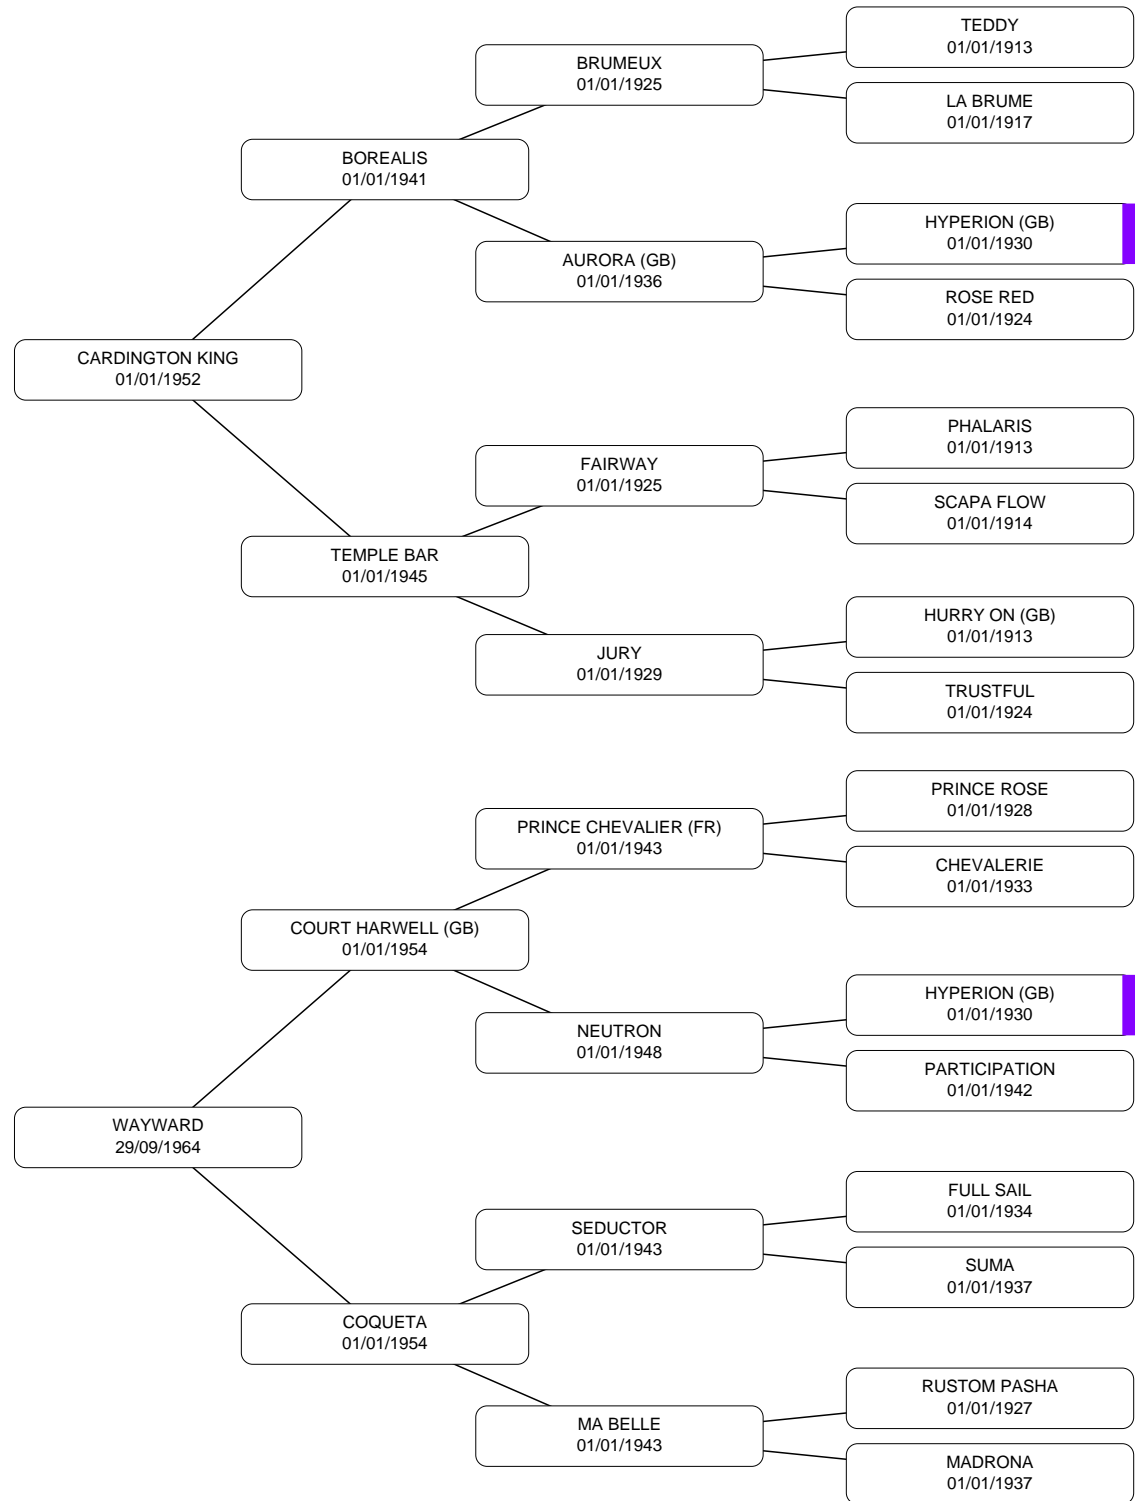 TEDDY
01/01/1913
BRUMEUX
01/01/1925
LA BRUME
01/01/1917
BOREALIS
01/01/1941
HYPERION (GB)
01/01/1930
AURORA (GB)
01/01/1936
ROSE RED
01/01/1924
CARDINGTON KING
01/01/1952
PHALARIS
01/01/1913
FAIRWAY
01/01/1925
SCAPA FLOW
01/01/1914
TEMPLE BAR
01/01/1945
HURRY ON (GB)
01/01/1913
JURY
01/01/1929
TRUSTFUL
01/01/1924
PRINCE ROSE
01/01/1928
PRINCE CHEVALIER (FR)
01/01/1943
CHEVALERIE
01/01/1933
COURT HARWELL (GB)
01/01/1954
HYPERION (GB)
01/01/1930
NEUTRON
01/01/1948
PARTICIPATION
01/01/1942
WAYWARD
29/09/1964
FULL SAIL
01/01/1934
SEDUCTOR
01/01/1943
SUMA
01/01/1937
COQUETA
01/01/1954
RUSTOM PASHA
01/01/1927
MA BELLE
01/01/1943
MADRONA
01/01/1937